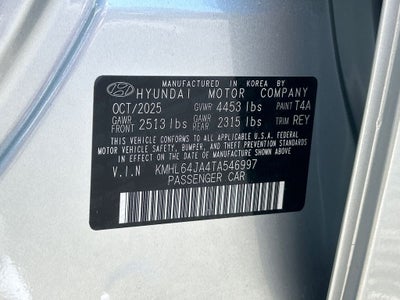 MANUFACTURED IN KOREA BY
HYUNDAI MOTOR COMPANY
OCT/2025 GVWR 4453 lbs PAINT T4A
GAWR FRONT 2513 lbs GAWR REAR 2315 lbs TRIM REY
THIS VEHICLE CONFORMS TO ALL APPLICABLE U.S.A. FEDERAL
MOTOR VEHICLE SAFETY, BUMPER, AND THEFT PREVENTION
STANDARDS IN EFFECT ON THE DATE OF MANUFACTURE
SHOWN ABOVE.
V.I.N KMHL64JA4TA546997
PASSENGER CAR